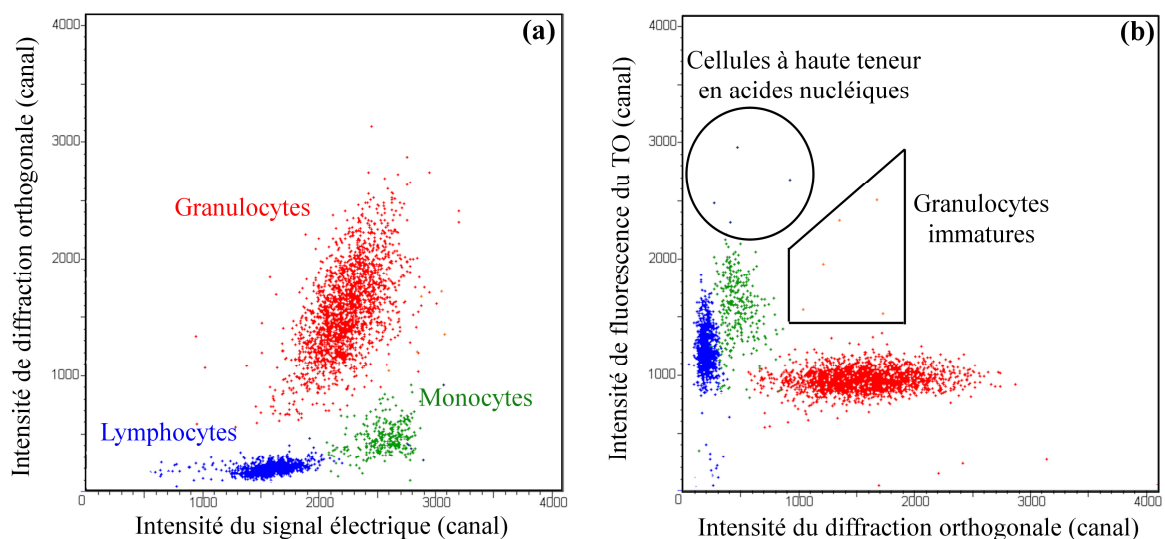 (a)
Intensité de diffraction orthogonale (canal)
4000
3000
2000
1000
0
Granulocytes
Monocytes
Lymphocytes
0 1000 2000 3000 4000
Intensité du signal électrique (canal)
(b)
Intensité de fluorescence du TO (canal)
4000
3000
2000
1000
0
Cellules à haute teneur
en acides nucléiques
Granulocytes
immatures
0 1000 2000 3000 4000
Intensité du diffraction orthogonale (canal)